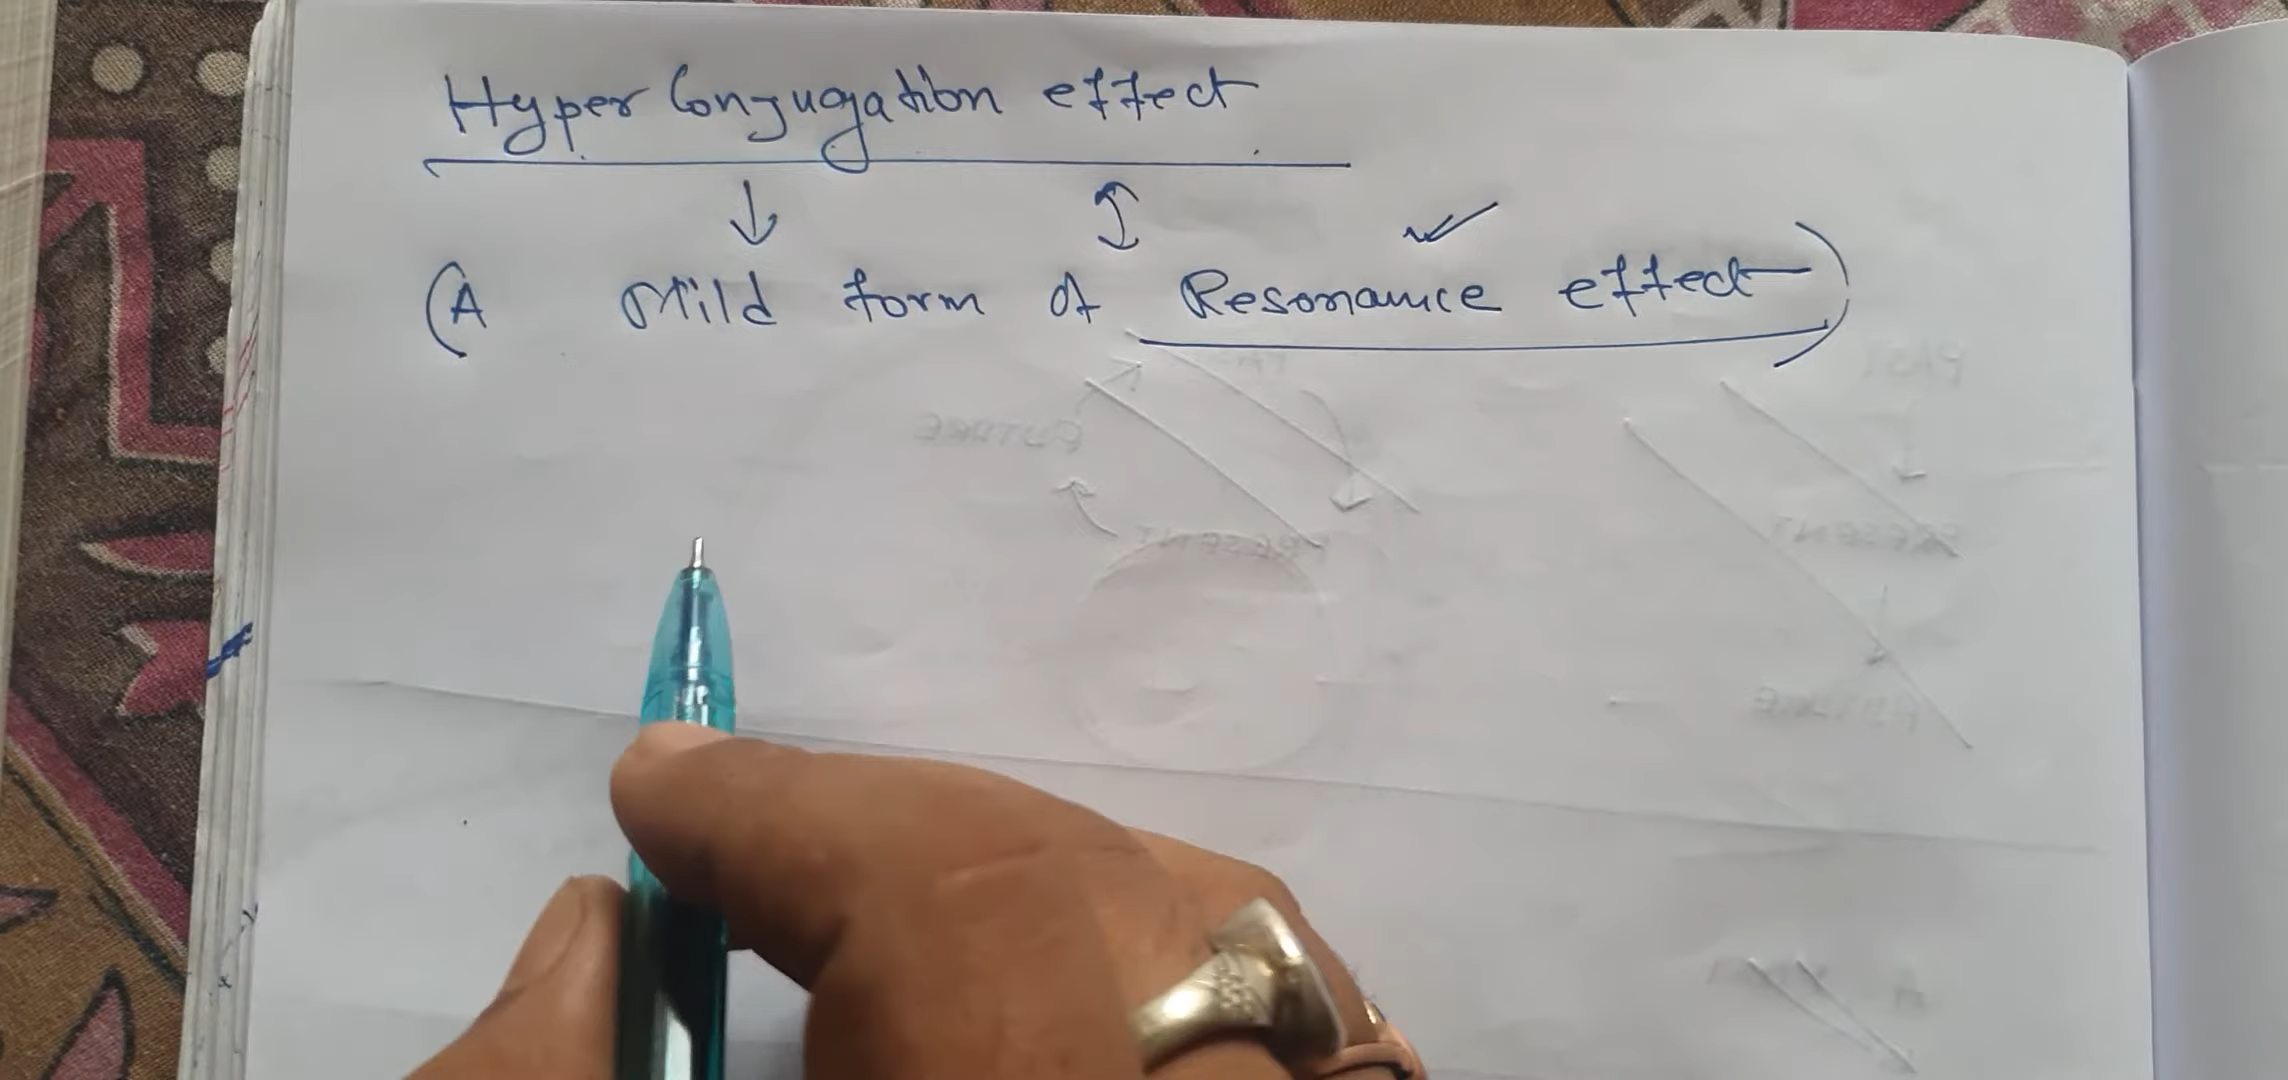 Hyper Conjugation effect
(A Mild form of Resonance effect)